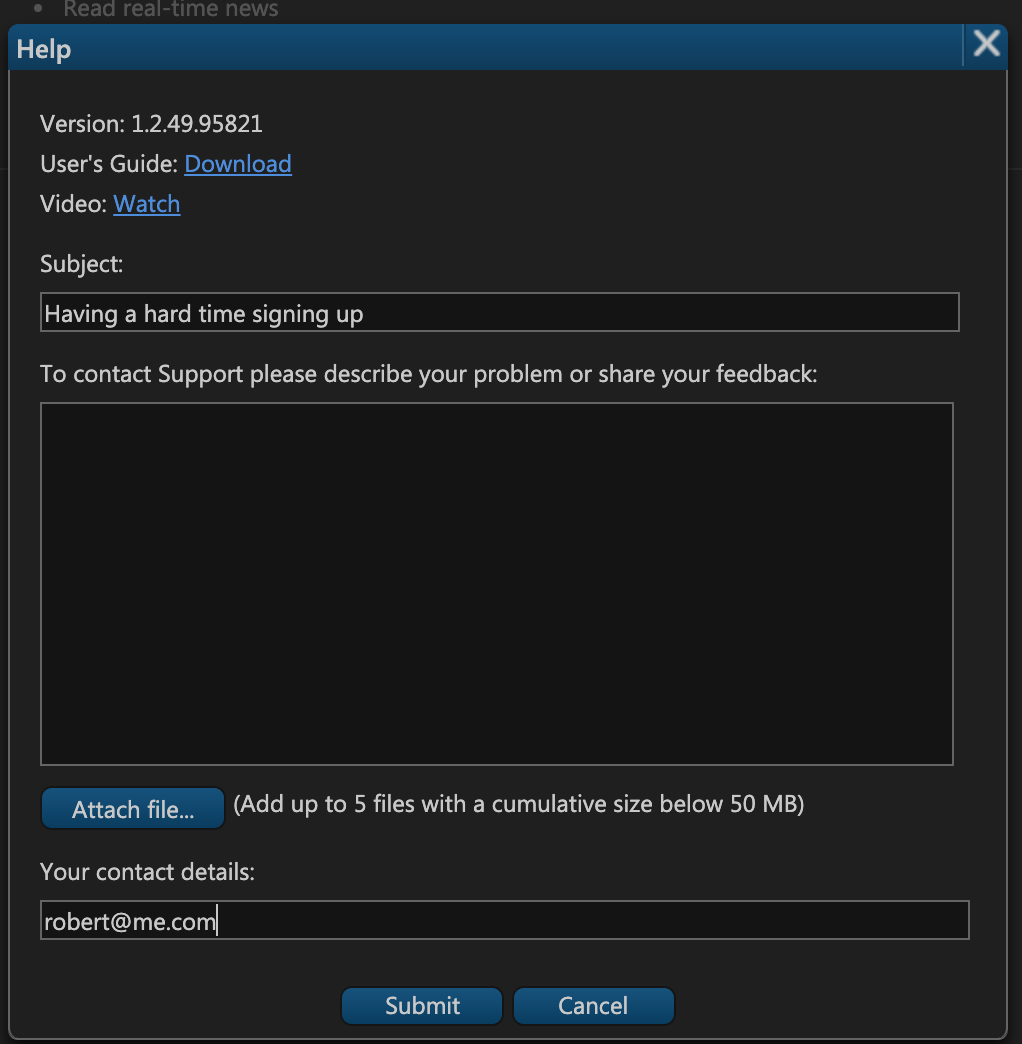 • Read real-time news
Help
Version: 1.2.49.95821
User's Guide: Download
Video: Watch
Subject:
Having a hard time signing up
To contact Support please describe your problem or share your feedback:
Attach file... (Add up to 5 files with a cumulative size below 50 MB)
Your contact details:
robert@me.com
Submit Cancel